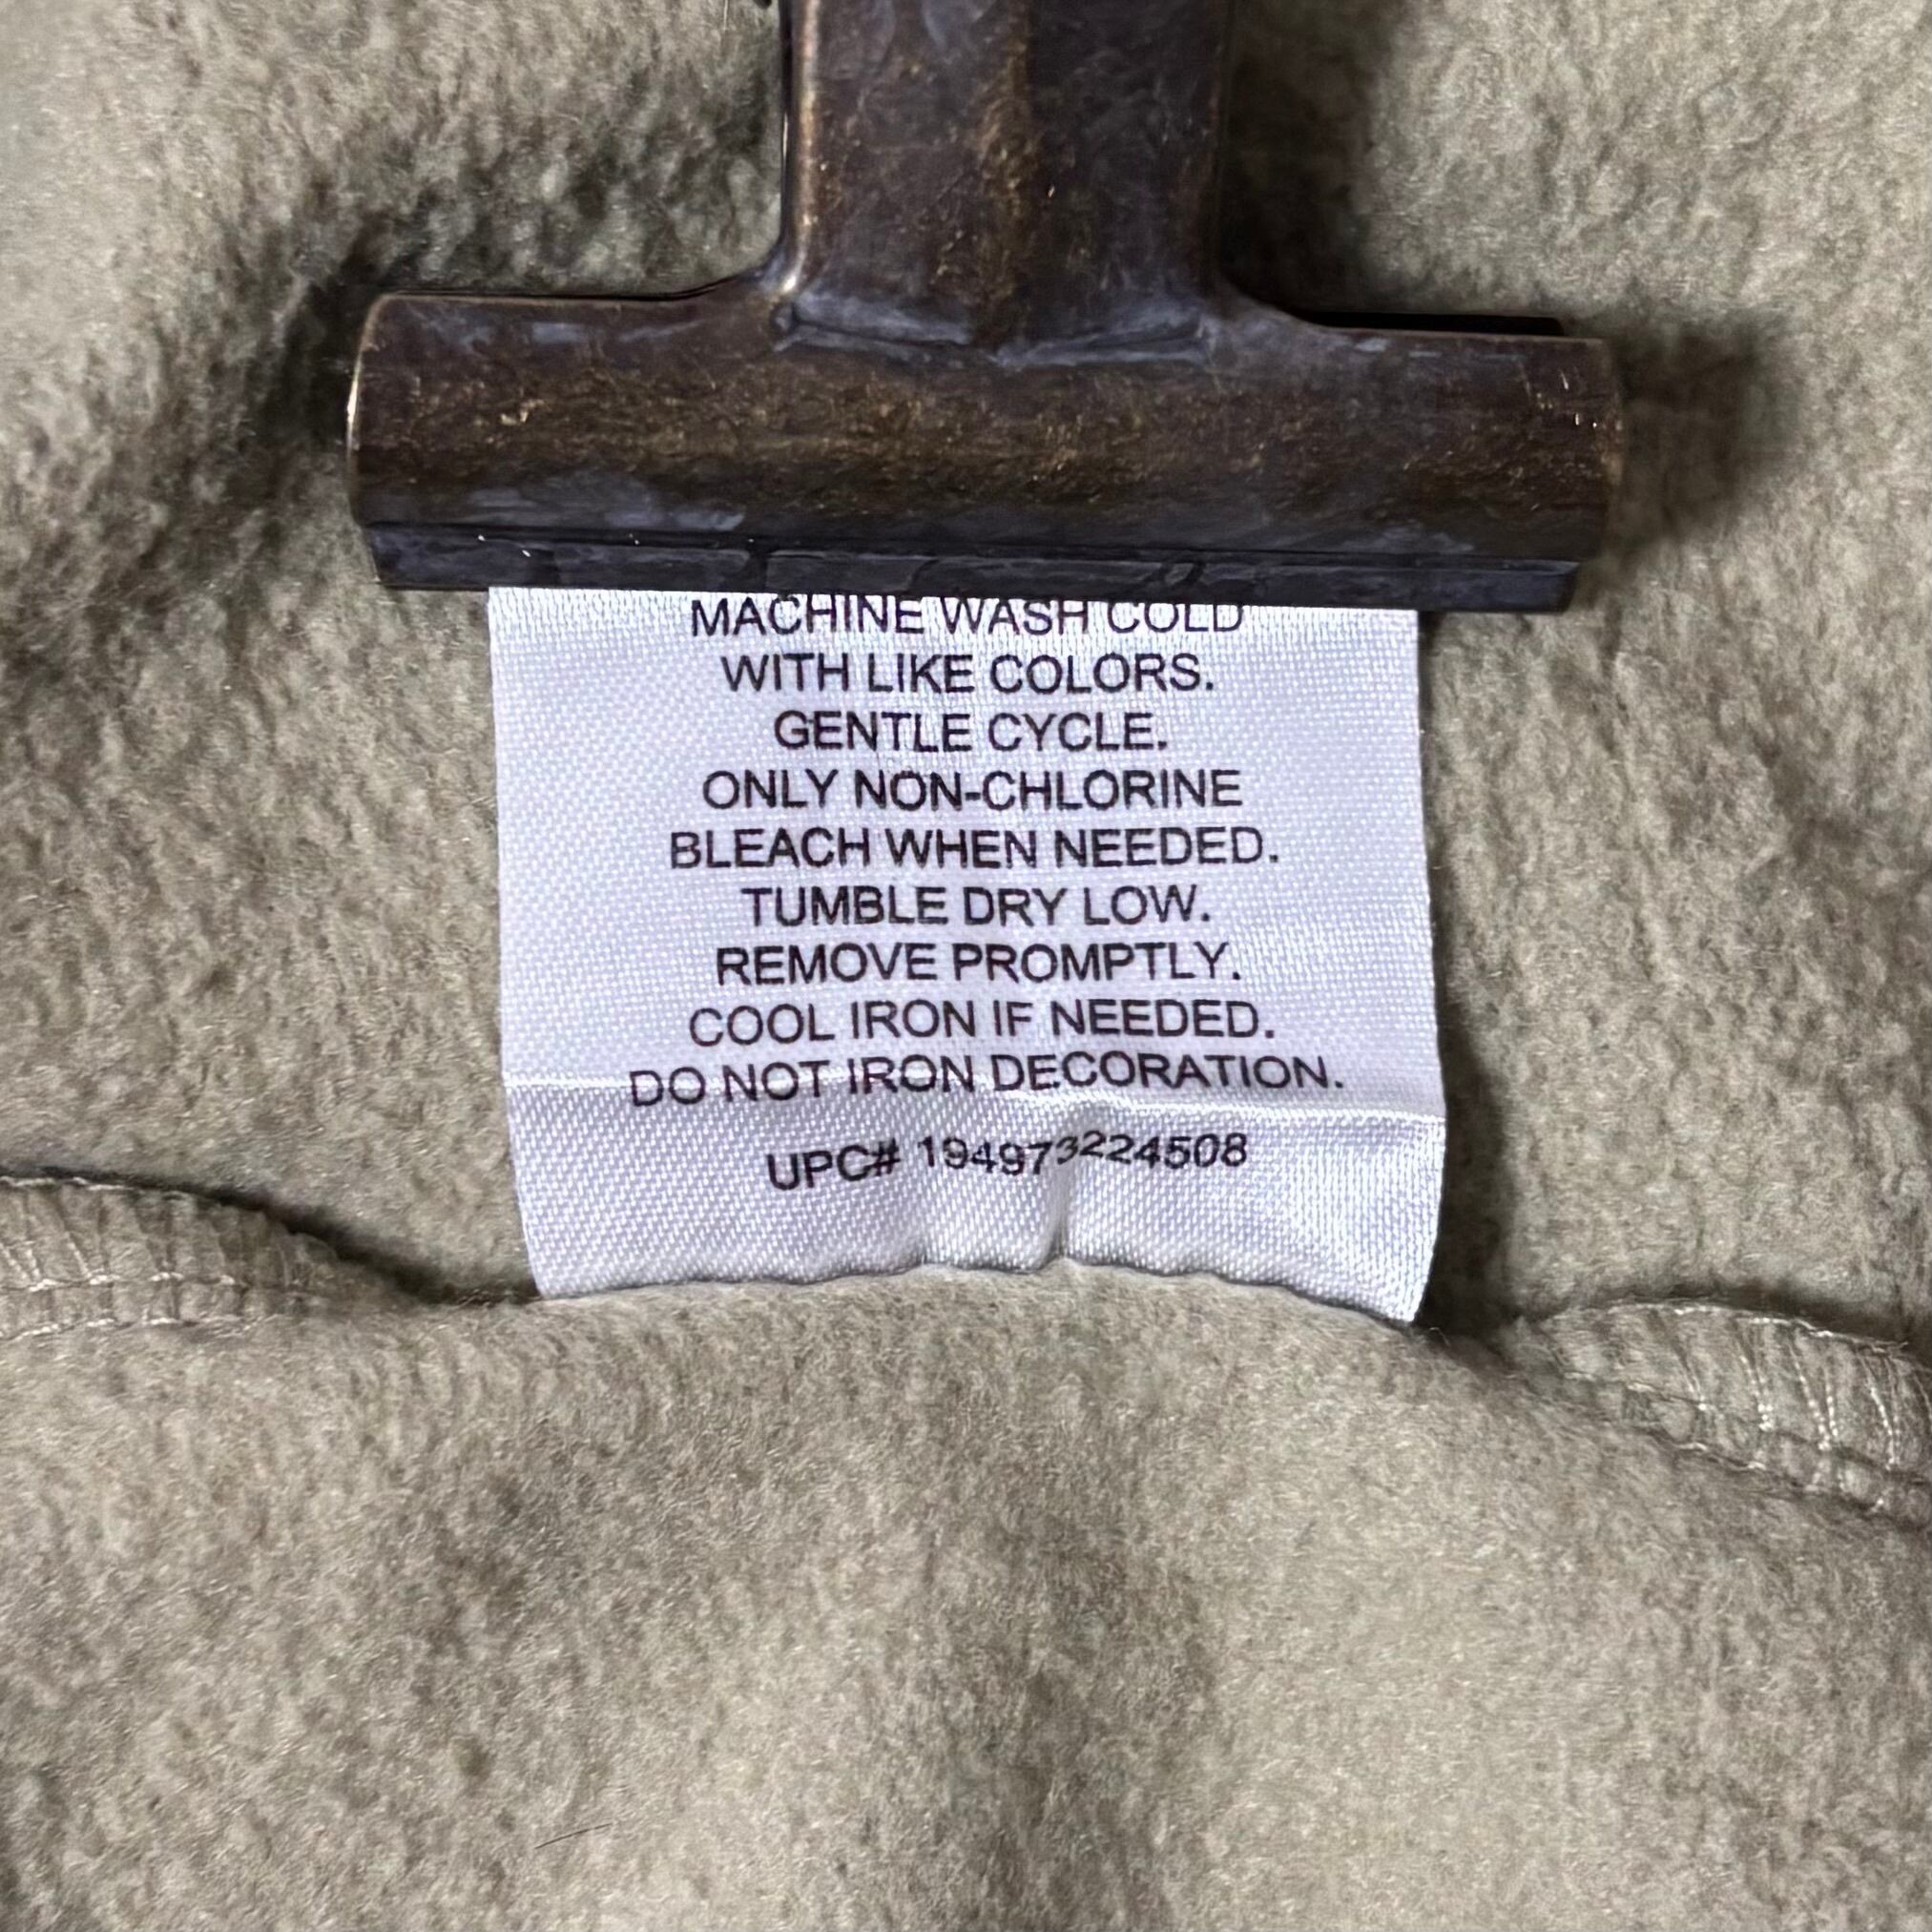 MACHINE WASH COLD
WITH LIKE COLORS.
GENTLE CYCLE.
ONLY NON-CHLORINE
BLEACH WHEN NEEDED.
TUMBLE DRY LOW.
REMOVE PROMPTLY.
COOL IRON IF NEEDED.
DO NOT IRON DECORATION.
UPC# 194973224508